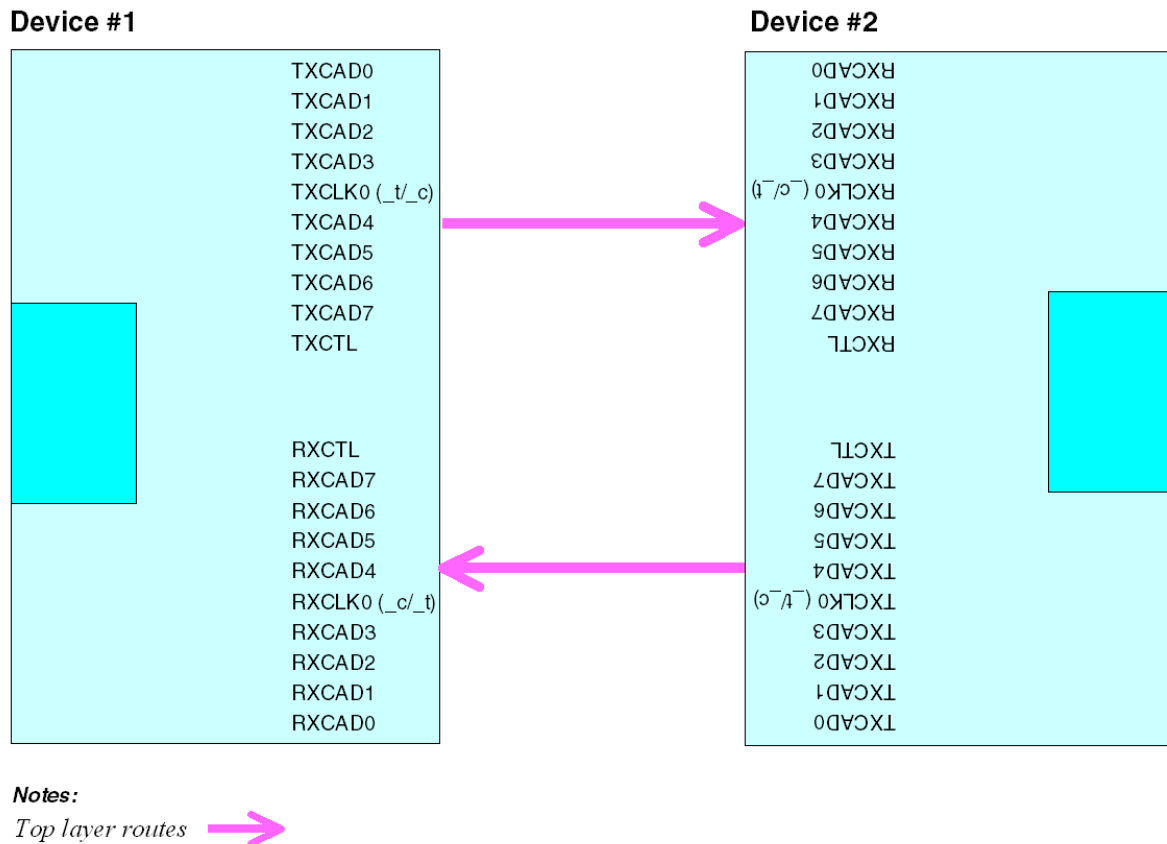 Device #1
TXCAD0
TXCAD1
TXCAD2
TXCAD3
TXCLK0 (_t/_c)
TXCAD4
TXCAD5
TXCAD6
TXCAD7
TXCTL
RXCTL
RXCAD7
RXCAD6
RXCAD5
RXCAD4
RXCLK0 (_c/_t)
RXCAD3
RXCAD2
RXCAD1
RXCAD0
Device #2
RXCAD0
RXCAD1
RXCAD2
RXCAD3
RXCLK0 (_c/_t)
RXCAD4
RXCAD5
RXCAD6
RXCAD7
RXCTL
TXCTL
TXCAD7
TXCAD6
TXCAD5
TXCAD4
TXCLK0 (_t/_c)
TXCAD3
TXCAD2
TXCAD1
TXCAD0
Notes:
Top layer routes